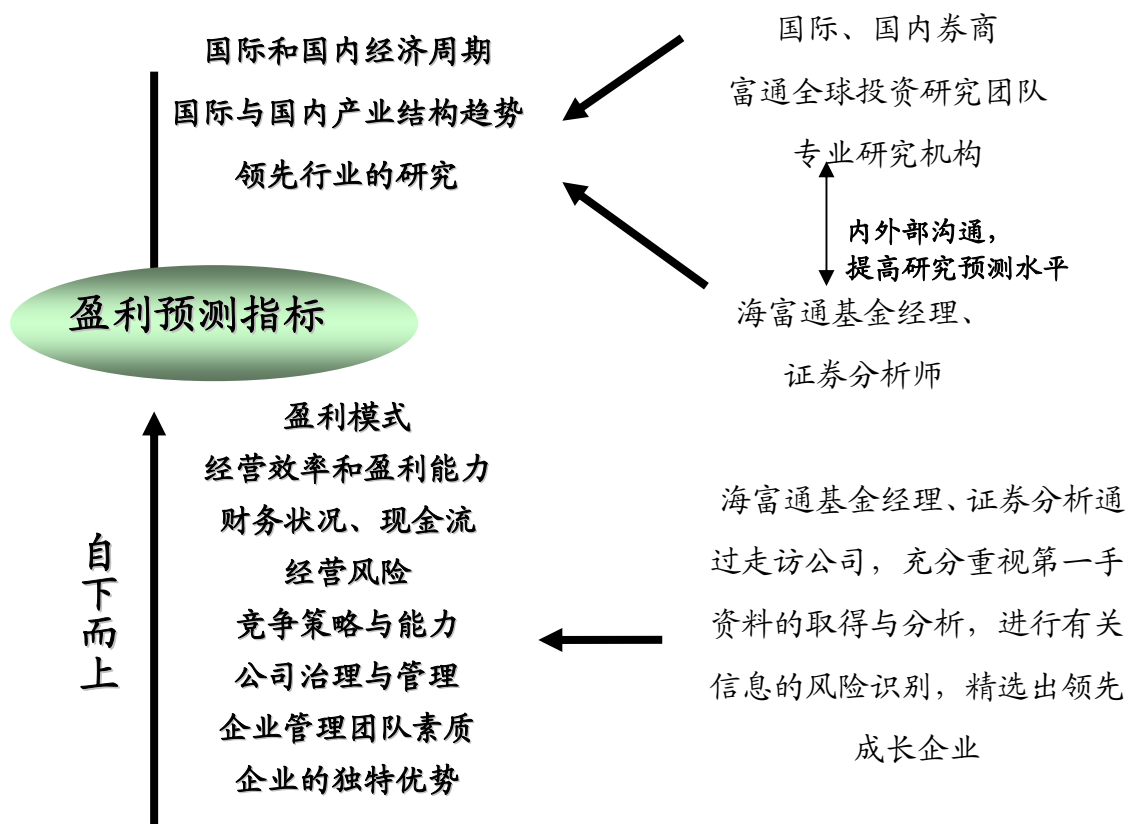 国际和国内经济周期
国际与国内产业结构趋势
领先行业的研究
国际、国内券商
富通全球投资研究团队
专业研究机构
内外部沟通，
提高研究预测水平
海富通基金经理、
证券分析师
盈利预测指标
自下而上
盈利模式
经营效率和盈利能力
财务状况、现金流
经营风险
竞争策略与能力
公司治理与管理
企业管理团队素质
企业的独特优势
海富通基金经理、证券分析通
过走访公司，充分重视第一手
资料的取得与分析，进行有关
信息的风险识别，精选出领先
成长企业